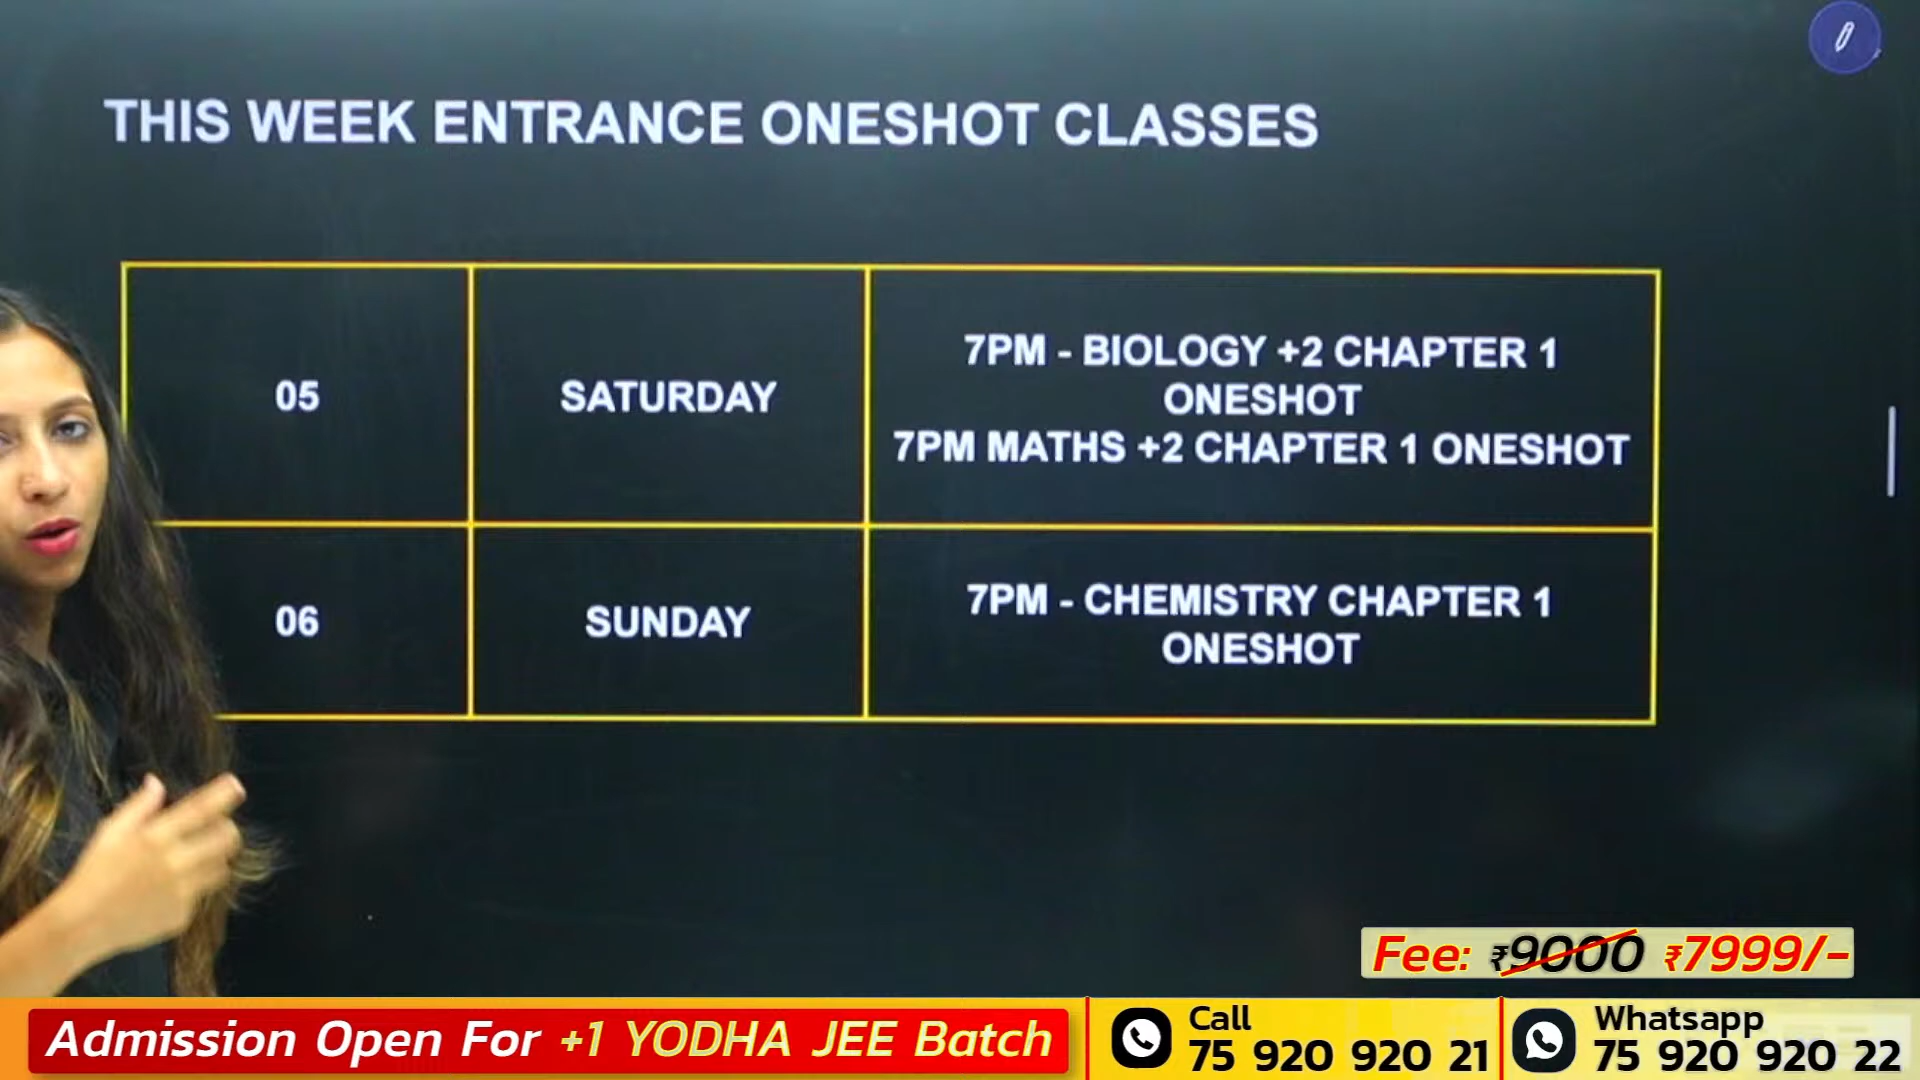 THIS WEEK ENTRANCE ONESHOT CLASSES
05
SATURDAY
7PM - BIOLOGY +2 CHAPTER 1
ONESHOT
7PM MATHS +2 CHAPTER 1 ONESHOT
06
SUNDAY
7PM - CHEMISTRY CHAPTER 1
ONESHOT
Fee: ₹9000 ₹7999/-
Admission Open For +1 YODHA JEE Batch
Call
75 920 920 21
Whatsapp
75 920 920 22